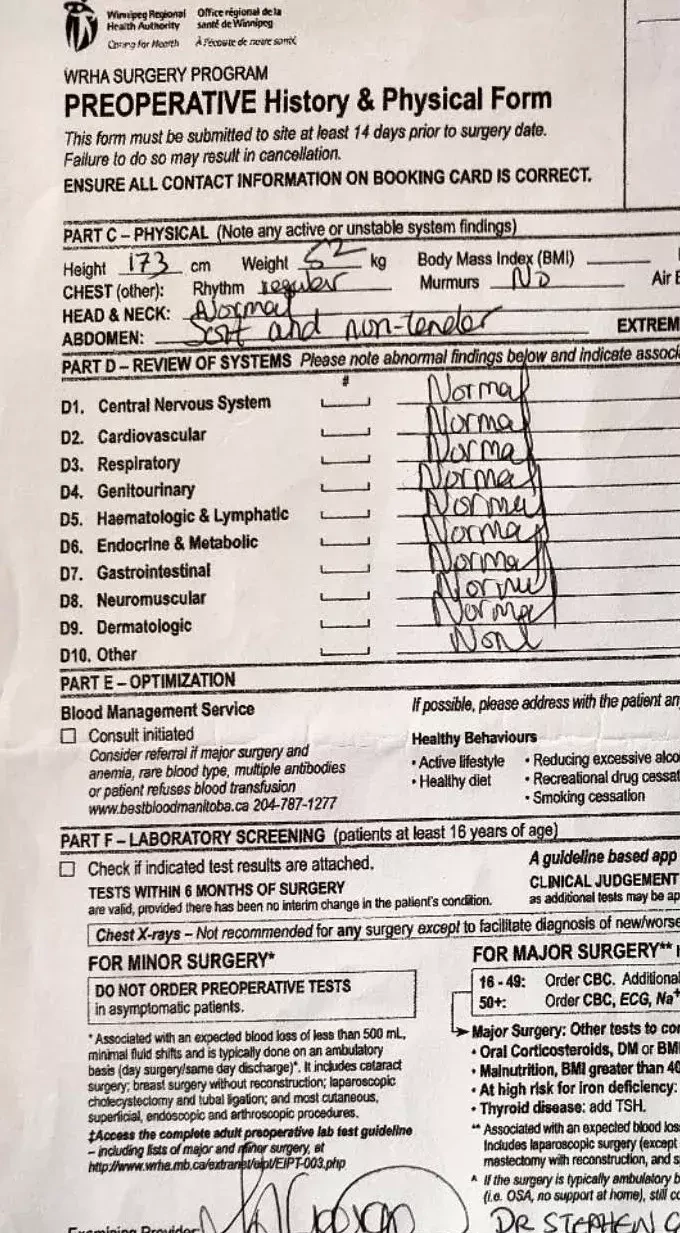 Winnipeg Regional Office régional de la
Health Authority santé de Winnipeg
Caring for Health À l'écoute de notre santé
WRHA SURGERY PROGRAM
PREOPERATIVE History & Physical Form
This form must be submitted to site at least 14 days prior to surgery date.
Failure to do so may result in cancellation.
ENSURE ALL CONTACT INFORMATION ON BOOKING CARD IS CORRECT.
PART C – PHYSICAL (Note any active or unstable system findings)
Height 173 cm Weight 52 kg Body Mass Index (BMI)
CHEST (other): Rhythm regular Murmurs No Air E
HEAD & NECK: Normal
ABDOMEN: Soft and non-tender EXTREM
PART D – REVIEW OF SYSTEMS Please note abnormal findings below and indicate associ
#
D1. Central Nervous System Normal
D2. Cardiovascular Normal
D3. Respiratory Normal
D4. Genitourinary Normal
D5. Haematologic & Lymphatic Normal
D6. Endocrine & Metabolic Normal
D7. Gastrointestinal Normal
D8. Neuromuscular Normal
D9. Dermatologic Normal
D10. Other None
PART E – OPTIMIZATION
Blood Management Service If possible, please address with the patient an
Consult initiated Healthy Behaviours
Consider referral if major surgery and • Active lifestyle • Reducing excessive alco
anemia, rare blood type, multiple antibodies • Healthy diet • Recreational drug cessat
or patient refuses blood transfusion • Smoking cessation
www.bestbloodmanitoba.ca 204-787-1277
PART F – LABORATORY SCREENING (patients at least 16 years of age)
Check if indicated test results are attached. A guideline based app
TESTS WITHIN 6 MONTHS OF SURGERY CLINICAL JUDGEMENT
are valid, provided there has been no interim change in the patient's condition. as additional tests may be ap
Chest X-rays – Not recommended for any surgery except to facilitate diagnosis of new/worse
FOR MINOR SURGERY* FOR MAJOR SURGERY**
DO NOT ORDER PREOPERATIVE TESTS 16 - 49: Order CBC. Additional
in asymptomatic patients. 50+: Order CBC, ECG, Na+
* Associated with an expected blood loss of less than 500 mL, Major Surgery: Other tests to con
minimal fluid shifts and is typically done on an ambulatory • Oral Corticosteroids, DM or BM
basis (day surgery/same day discharge)*. It includes cataract • Malnutrition, BMI greater than 40
surgery; breast surgery without reconstruction; laparoscopic • At high risk for iron deficiency:
cholecystectomy and tubal ligation; and most cutaneous, • Thyroid disease: add TSH.
superficial, endoscopic and arthroscopic procedures. ** Associated with an expected blood los
‡Access the complete adult preoperative lab test guideline Includes laparoscopic surgery (except
– including lists of major and minor surgery, at mastectomy with reconstruction, and s
http://www.wrha.mb.ca/extranet/eipt/EIPT-003.php ^ If the surgery is typically ambulatory b
(i.e. OSA, no support at home), still co
Examining Provider DR STEPHEN